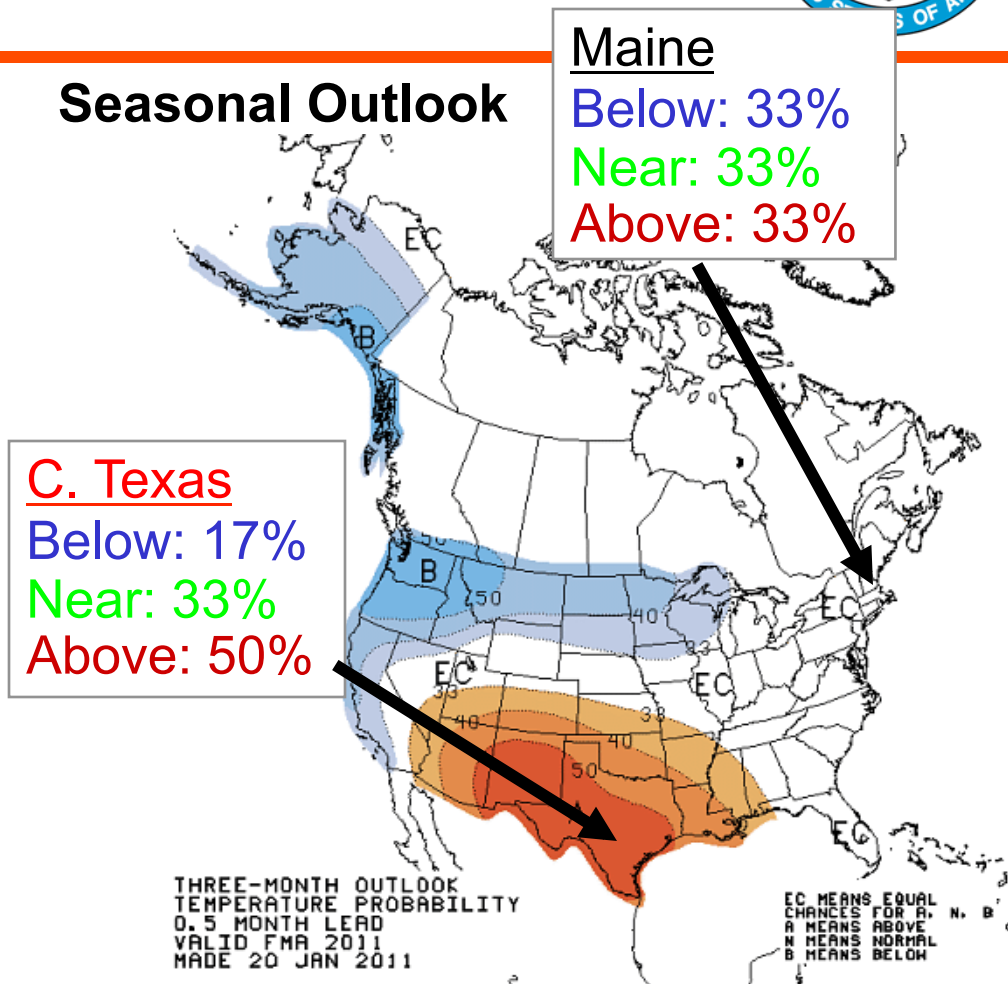 S OF A
Seasonal Outlook
Maine
Below: 33%
Near: 33%
Above: 33%
EC
B
C. Texas
Below: 17%
Near: 33%
Above: 50%
50
B
50
40
33
EC
EC
EC
33
33
40
40
50
EC
THREE-MONTH OUTLOOK
TEMPERATURE PROBABILITY
0.5 MONTH LEAD
VALID FMA 2011
MADE 20 JAN 2011
EC MEANS EQUAL
CHANCES FOR A, N, B
A MEANS ABOVE
N MEANS NORMAL
B MEANS BELOW